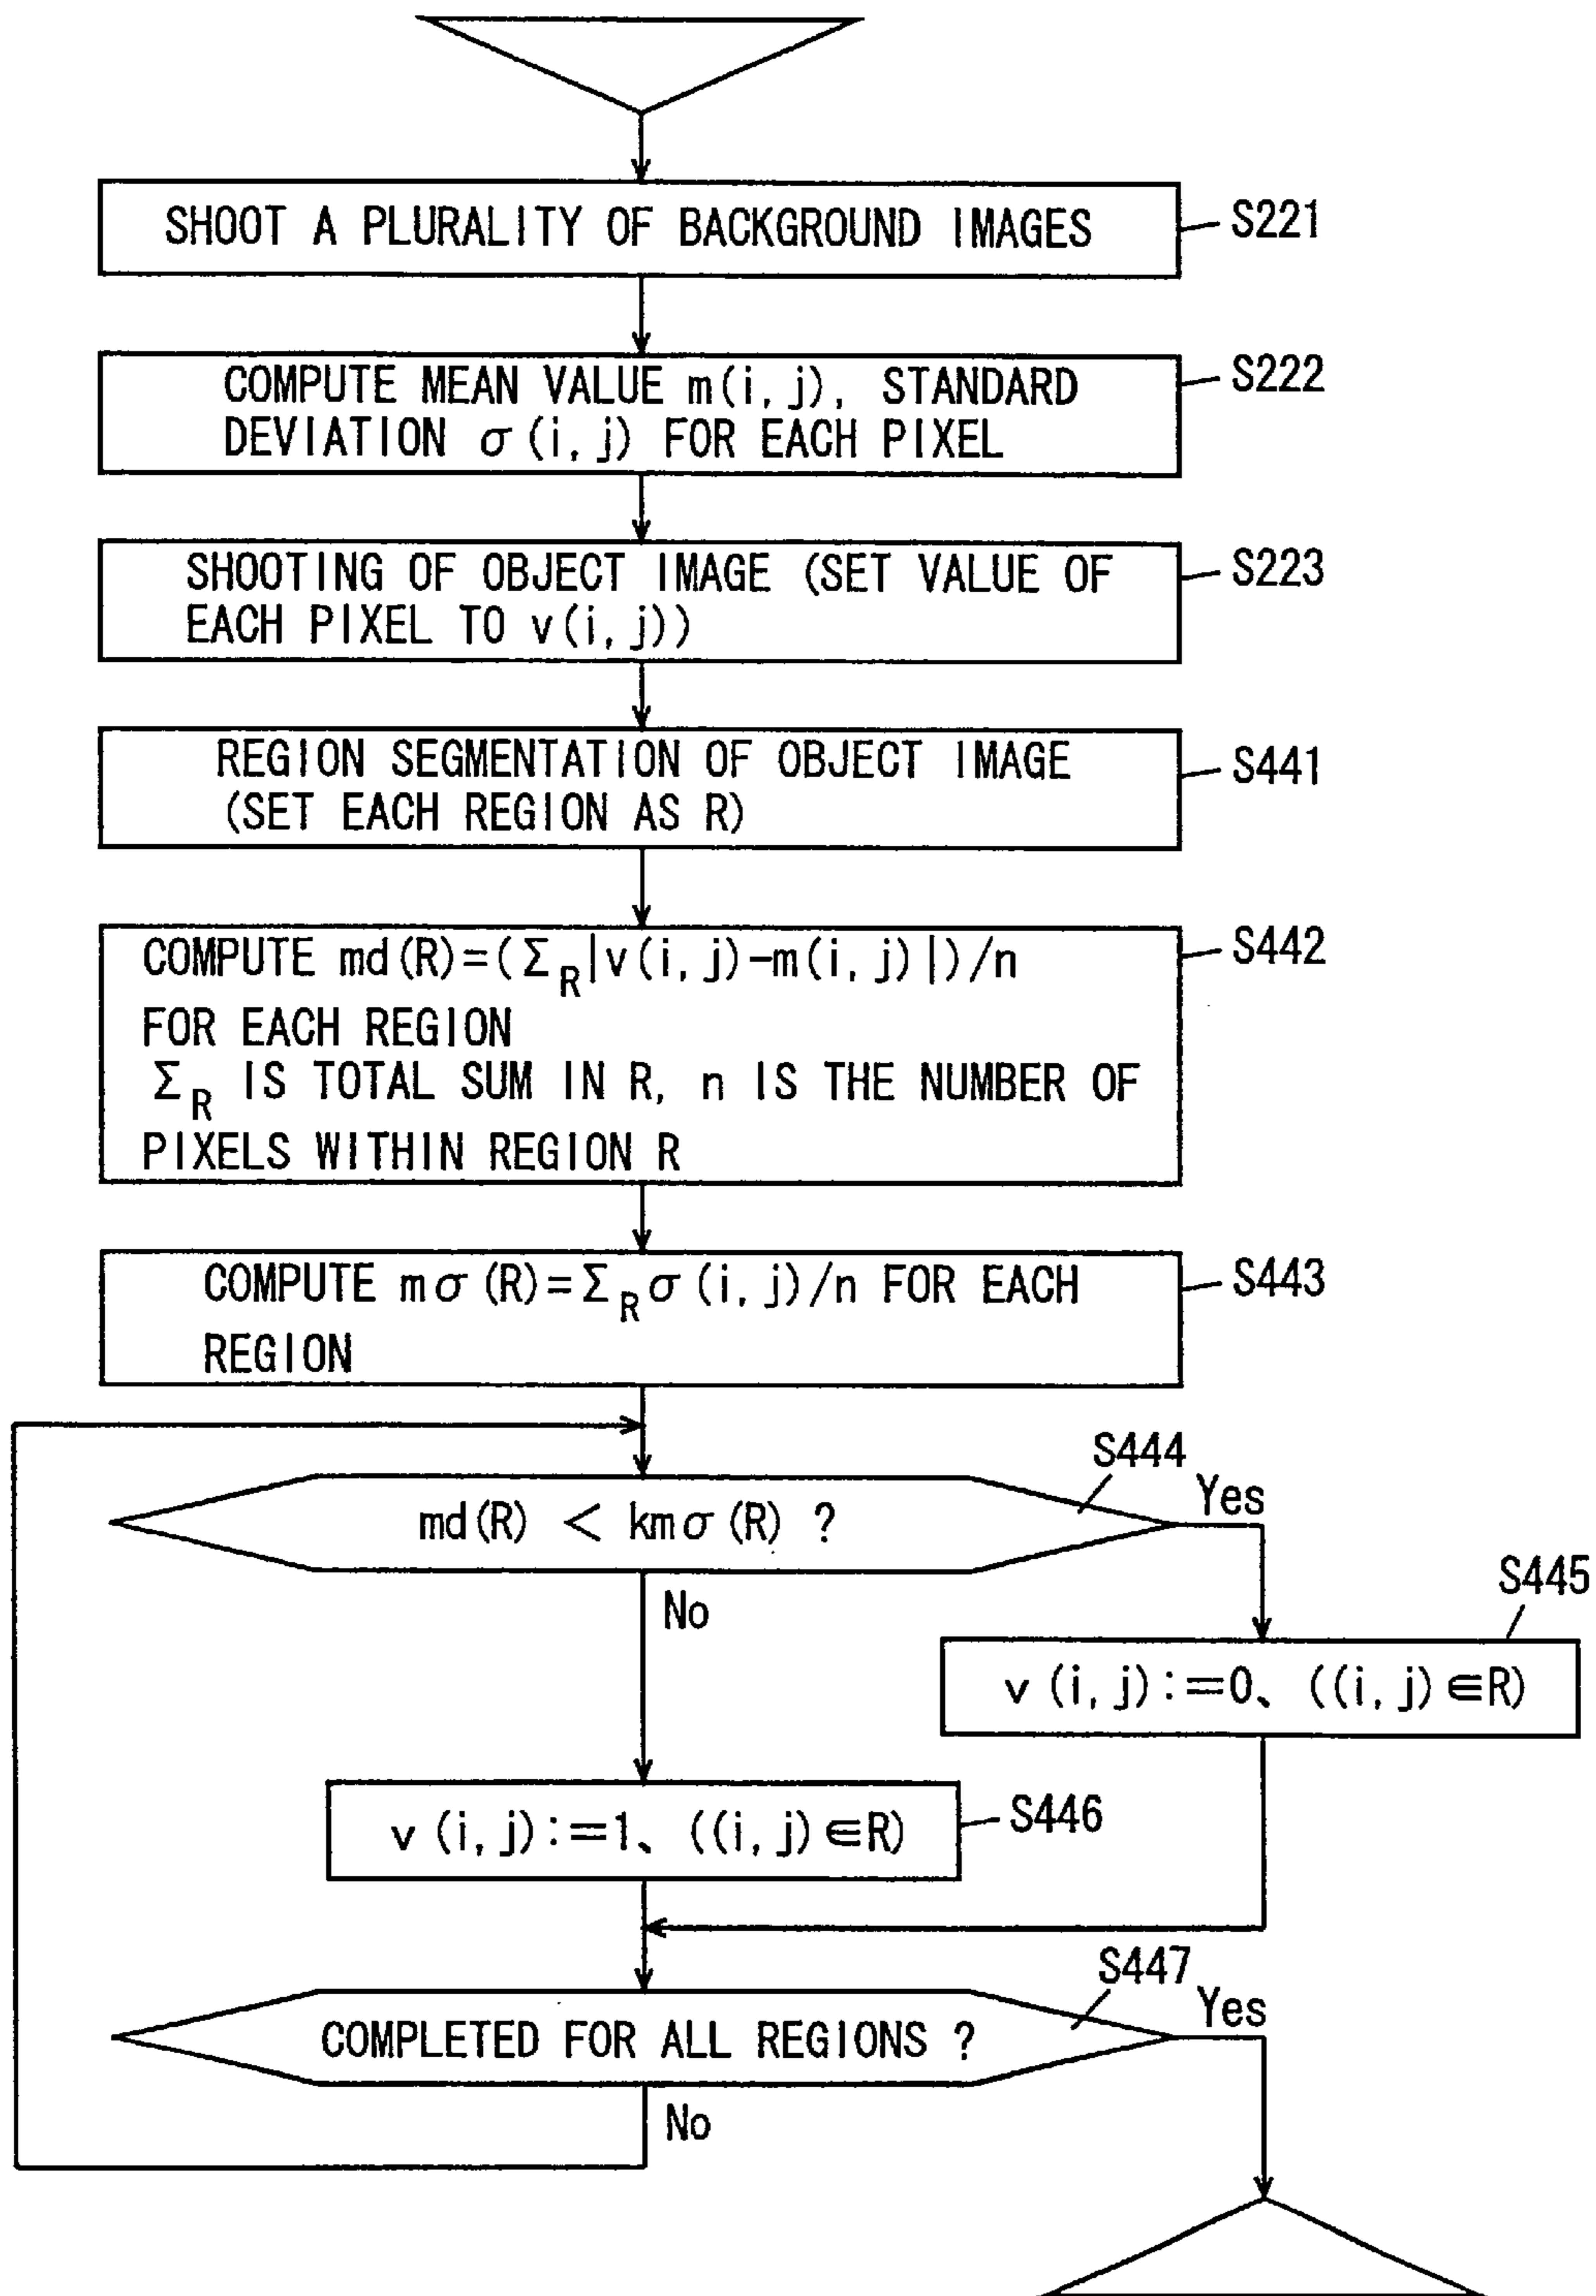 SHOOT A PLURALITY OF BACKGROUND IMAGES
S221
COMPUTE MEAN VALUE m(i, j), STANDARD
DEVIATION σ(i, j) FOR EACH PIXEL
S222
SHOOTING OF OBJECT IMAGE (SET VALUE OF
EACH PIXEL TO v(i, j))
S223
REGION SEGMENTATION OF OBJECT IMAGE
(SET EACH REGION AS R)
S441
COMPUTE md(R)=(Σ_R|v(i, j)-m(i, j)|)/n
FOR EACH REGION
Σ_R IS TOTAL SUM IN R, n IS THE NUMBER OF
PIXELS WITHIN REGION R
S442
COMPUTE mσ(R)=Σ_Rσ(i, j)/n FOR EACH
REGION
S443
S444
md(R) < kmσ(R) ?
Yes
No
S445
v(i, j):=0、((i, j)∈R)
v(i, j):=1、((i, j)∈R)
S446
S447
COMPLETED FOR ALL REGIONS ?
Yes
No